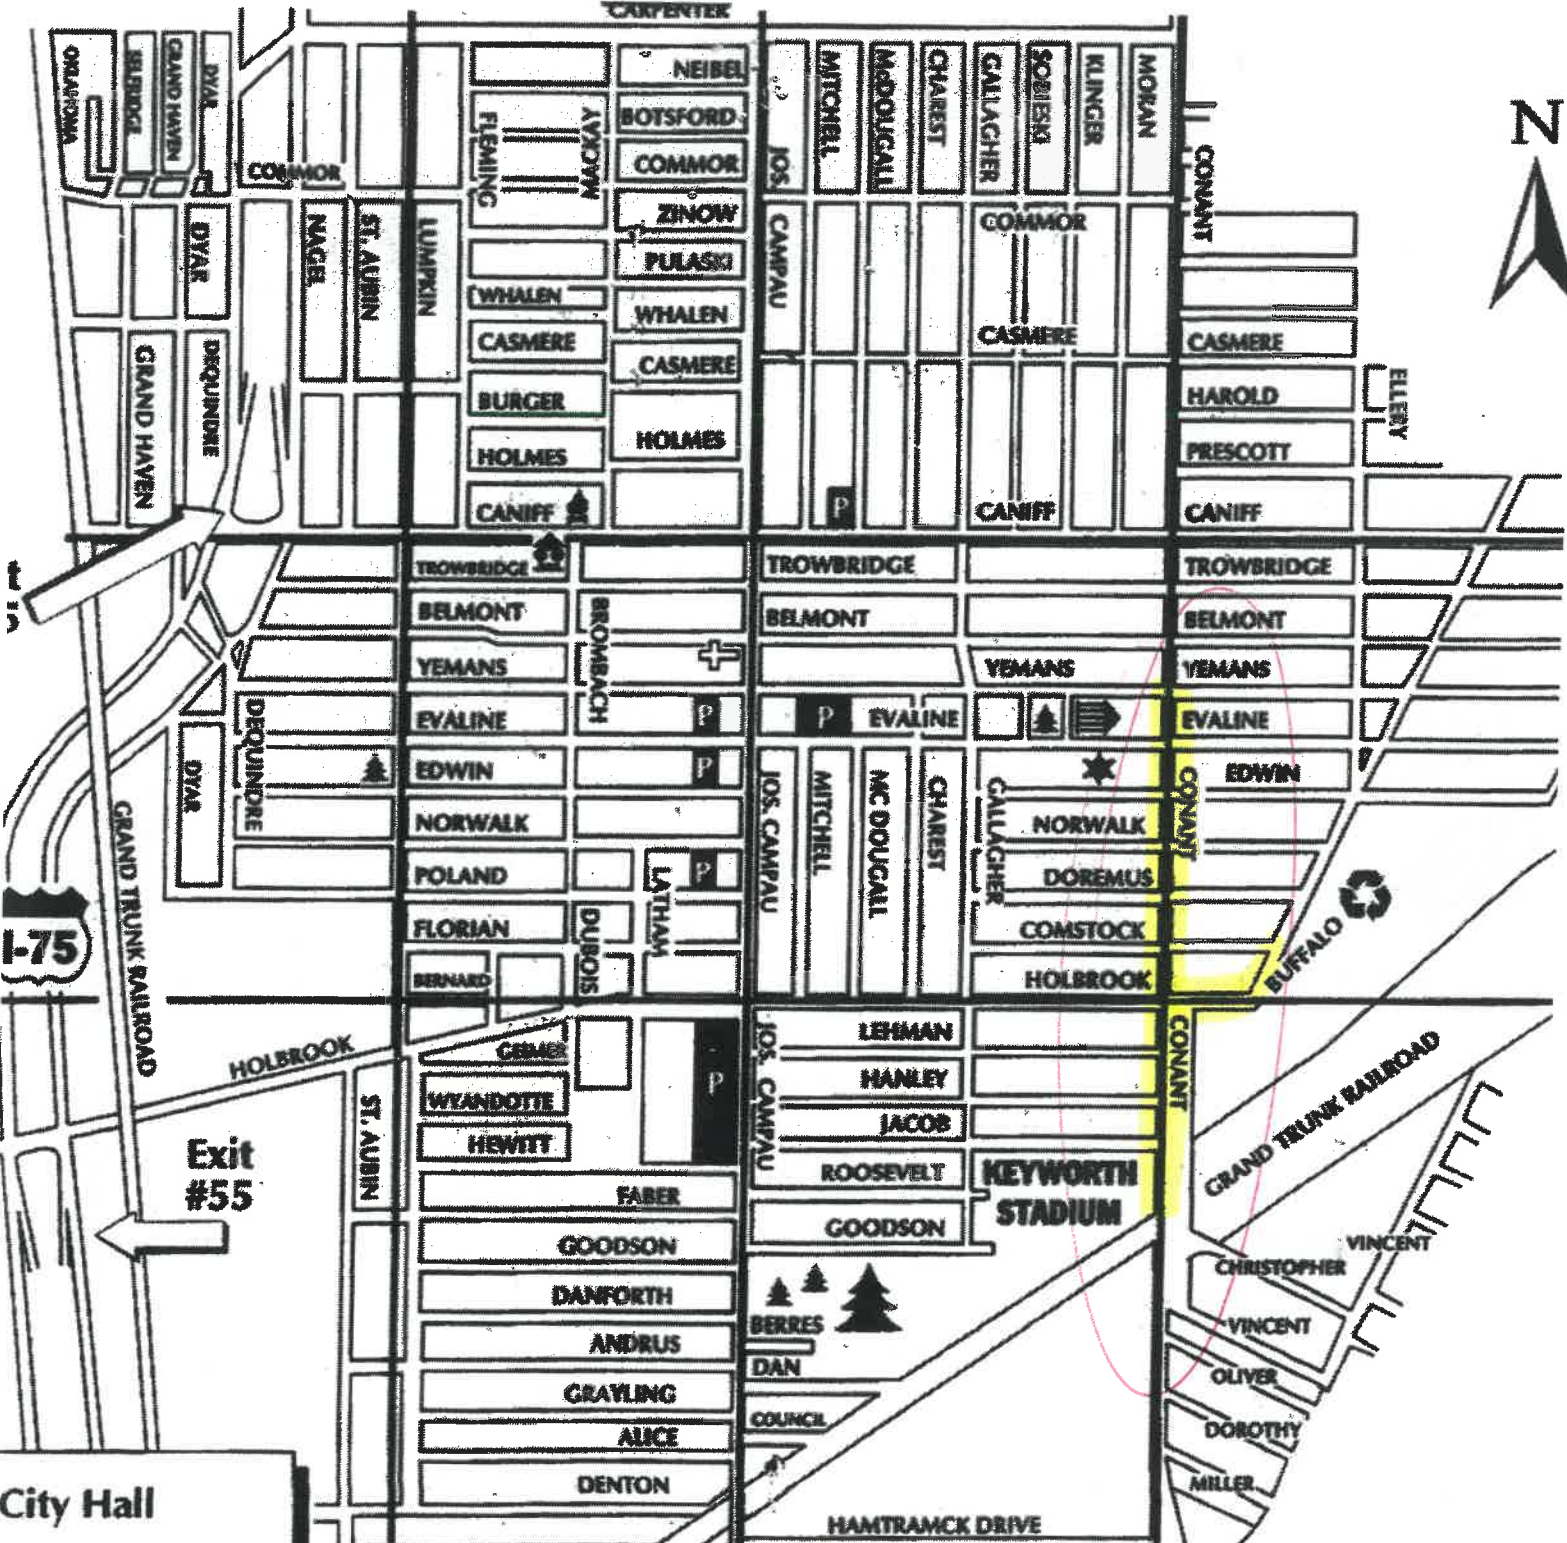 CARPENTER
OKLAHOMA
SELFRIDGE
GRAND HAVEN
DYAR
NEIBEL
MITCHELL
McDOUGALL
CHAREST
GALLAGHER
SOBIESKI
KLINGER
MORAN
N
FLEMING
MACKAY
BOTSFORD
COMMOR
COMMOR
JOS. CAMPAU
CONANT
ZINOW
COMMOR
DYAR
NAGEL
ST. AUBIN
LUMPKIN
PULASKI
WHALEN
WHALEN
CASMERE
CASMERE
CASMERE
CASMERE
GRAND HAVEN
DEQUINDRE
BURGER
HAROLD
ELLERY
HOLMES
HOLMES
PRESCOTT
CANIFF
P
CANIFF
CANIFF
TROWBRIDGE
TROWBRIDGE
TROWBRIDGE
BELMONT
BROMBACH
BELMONT
BELMONT
YEMANS
YEMANS
YEMANS
DEQUINDRE
EVALINE
P
P
EVALINE
EVALINE
DYAR
EDWIN
P
JOS. CAMPAU
MITCHELL
MC DOUGALL
CHAREST
GALLAGHER
CONANT
EDWIN
GRAND TRUNK RAILROAD
NORWALK
NORWALK
POLAND
LATHAM
P
DOREMUS
I-75
FLORIAN
DUBOIS
COMSTOCK
BUFFALO
BERNARD
HOLBROOK
HOLBROOK
JOS. CAMPAU
LEHMAN
CONANT
P
HANLEY
GRAND TRUNK RAILROAD
ST. AUBIN
WYANDOTTE
JACOB
Exit
#55
HEWITT
ROOSEVELT
KEYWORTH
STADIUM
FABER
GOODSON
GOODSON
VINCENT
CHRISTOPHER
DANFORTH
BERRES
VINCENT
ANDRUS
DAN
OLIVER
GRAYLING
COUNCIL
DOROTHY
ALICE
DENTON
MILLER
City Hall
HAMTRAMCK DRIVE